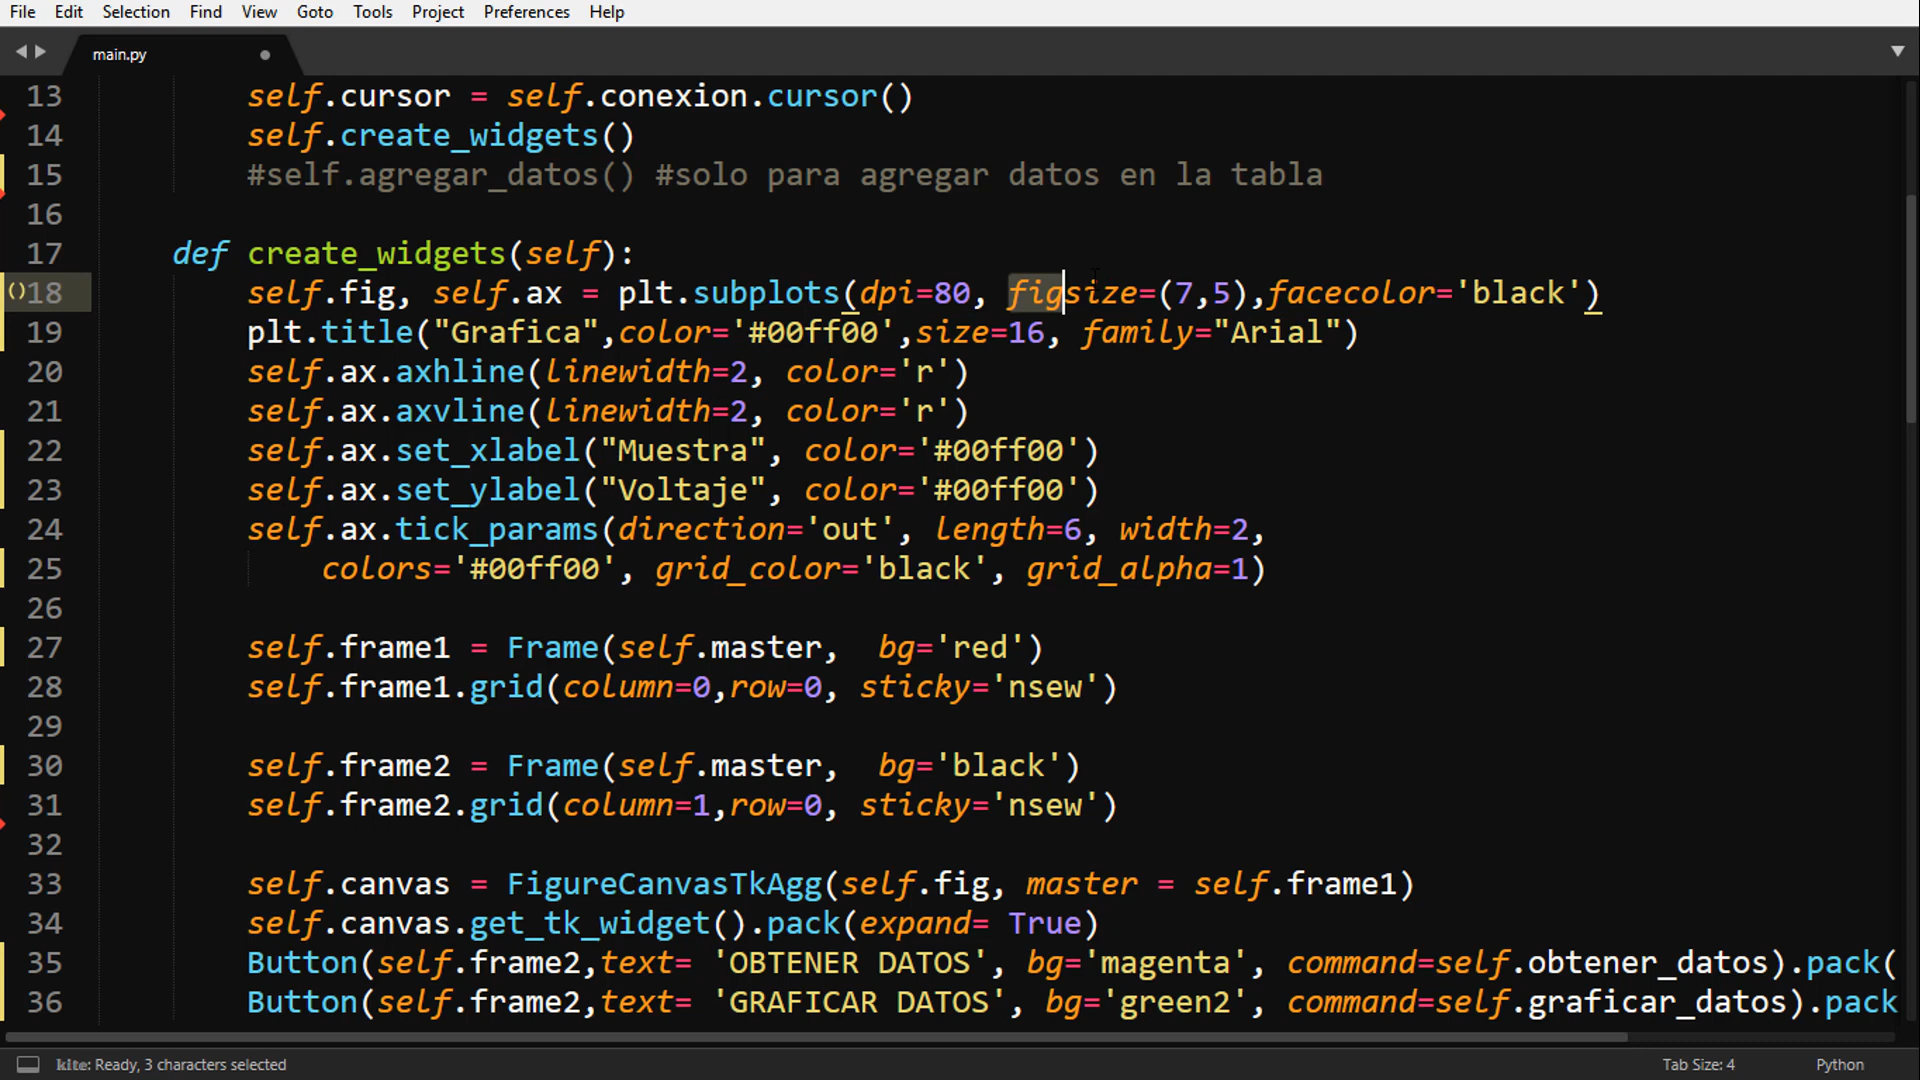 File Edit Selection Find View Goto Tools Project Preferences Help
main.py
13 self.cursor = self.conexion.cursor()
14 self.create_widgets()
15 #self.agregar_datos() #solo para agregar datos en la tabla
16
17 def create_widgets(self):
18 self.fig, self.ax = plt.subplots(dpi=80, figsize=(7,5),facecolor='black')
19 plt.title("Grafica",color='#00ff00',size=16, family="Arial")
20 self.ax.axhline(linewidth=2, color='r')
21 self.ax.axvline(linewidth=2, color='r')
22 self.ax.set_xlabel("Muestra", color='#00ff00')
23 self.ax.set_ylabel("Voltaje", color='#00ff00')
24 self.ax.tick_params(direction='out', length=6, width=2,
25 colors='#00ff00', grid_color='black', grid_alpha=1)
26
27 self.frame1 = Frame(self.master,  bg='red')
28 self.frame1.grid(column=0,row=0, sticky='nsew')
29
30 self.frame2 = Frame(self.master,  bg='black')
31 self.frame2.grid(column=1,row=0, sticky='nsew')
32
33 self.canvas = FigureCanvasTkAgg(self.fig, master = self.frame1)
34 self.canvas.get_tk_widget().pack(expand= True)
35 Button(self.frame2,text= 'OBTENER DATOS', bg='magenta', command=self.obtener_datos).pack(
36 Button(self.frame2,text= 'GRAFICAR DATOS', bg='green2', command=self.graficar_datos).pack
kite: Ready, 3 characters selected Tab Size: 4 Python